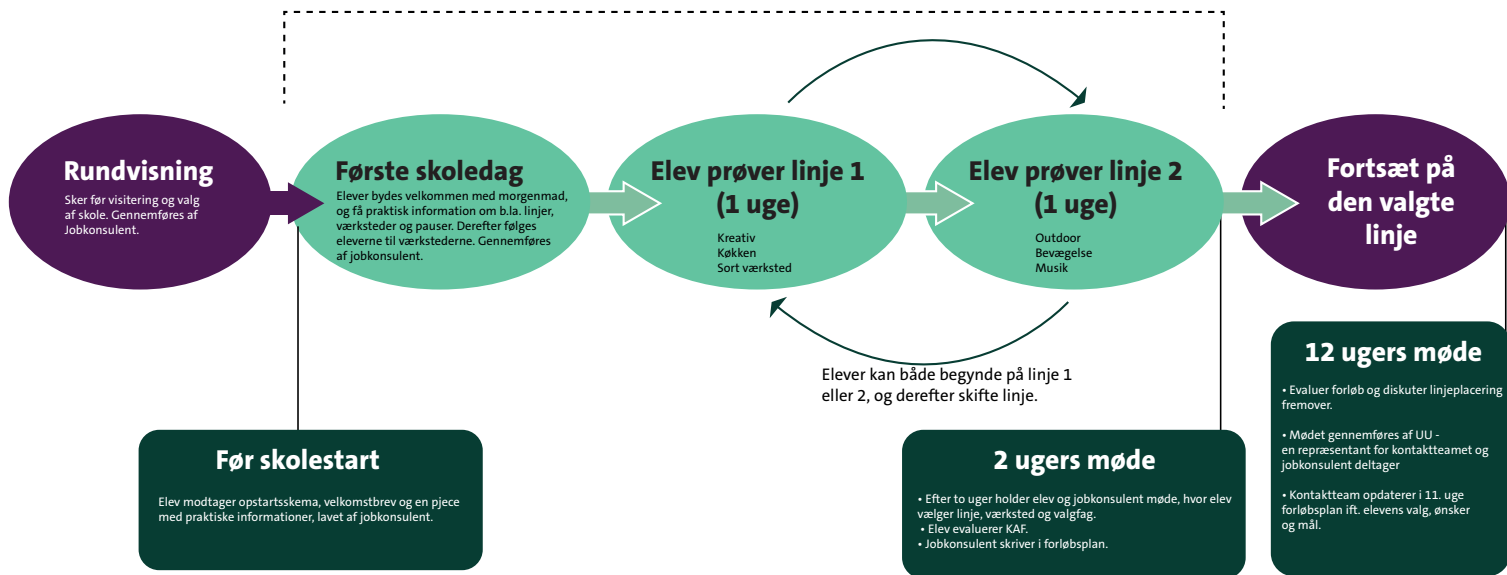 Rundvisning
Sker før visitering og valg
af skole. Gennemføres af
Jobkonsulent.
Første skoledag
Elever bydes velkommen med morgenmad,
og få praktisk information om b.la. linjer,
værksteder og pauser. Derefter følges
eleverne til værkstederne. Gennemføres
af jobkonsulent.
Elev prøver linje 1
(1 uge)
Kreativ
Køkken
Sort værksted
Elev prøver linje 2
(1 uge)
Outdoor
Bevægelse
Musik
Fortsæt på
den valgte
linje
Elever kan både begynde på linje 1
eller 2, og derefter skifte linje.
Før skolestart
Elev modtager opstartsskema, velkomstbrev og en pjece
med praktiske informationer, lavet af jobkonsulent.
2 ugers møde
• Efter to uger holder elev og jobkonsulent møde, hvor elev
vælger linje, værksted og valgfag.
• Elev evaluerer KAF.
• Jobkonsulent skriver i forløbsplan.
12 ugers møde
• Evaluer forløb og diskuter linjeplacering
fremover.
• Mødet gennemføres af UU -
en repræsentant for kontaktteamet og
jobkonsulent deltager
• Kontaktteam opdaterer i 11. uge
forløbsplan ift. elevens valg, ønsker
og mål.